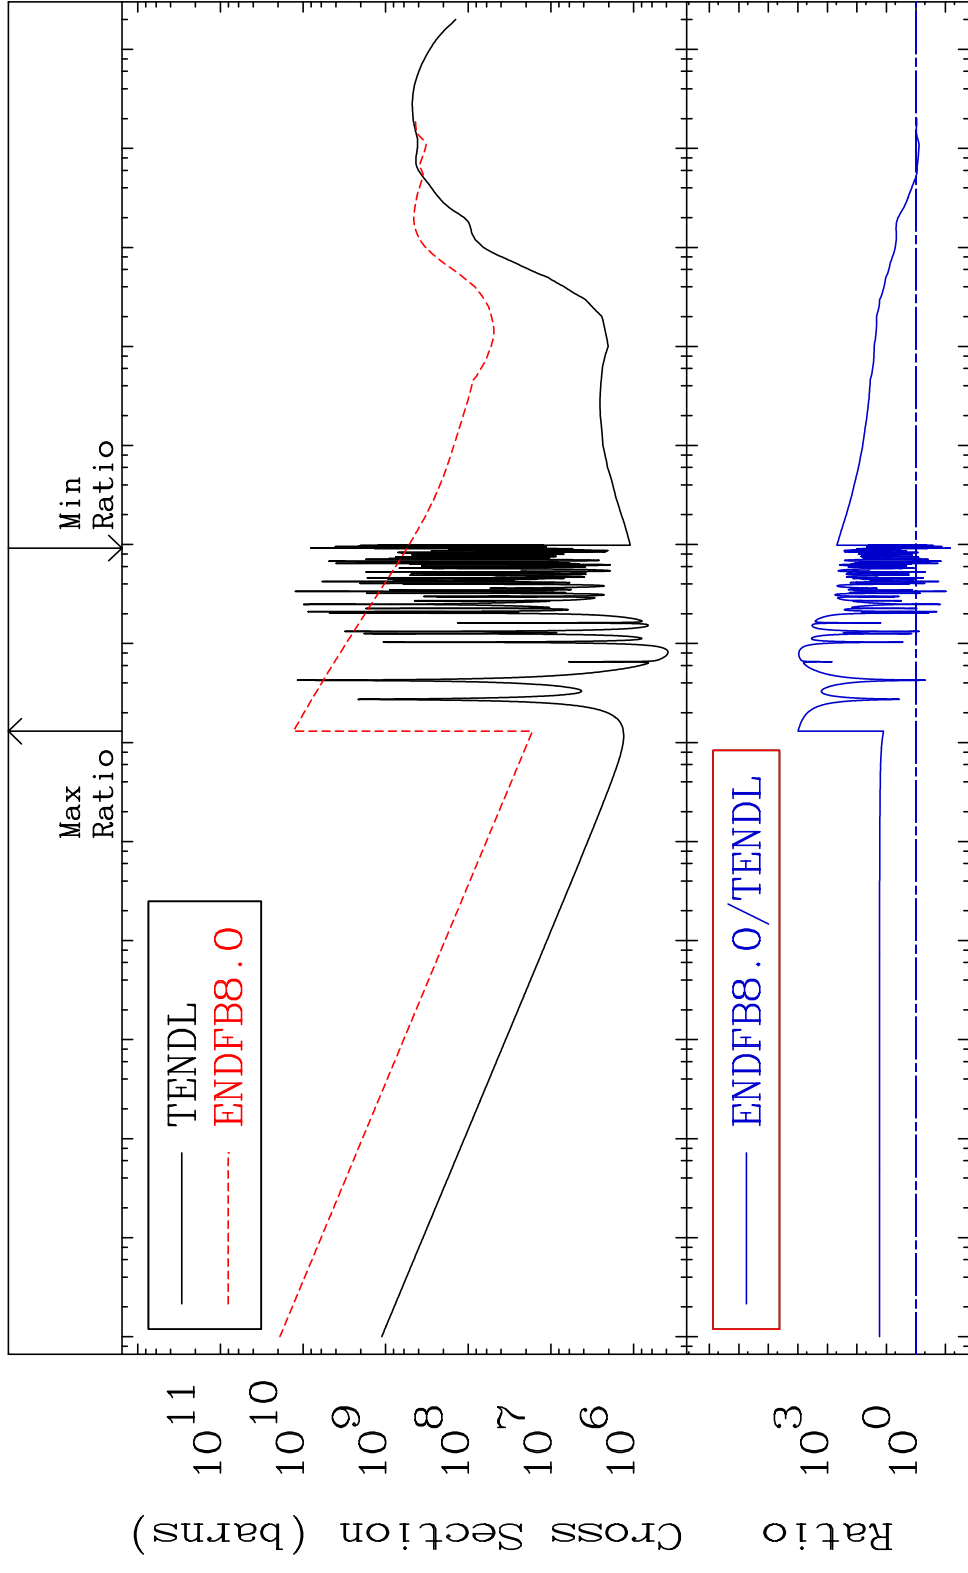 Max
Ratio
Min
Ratio
TENDL
ENDFB8.0
10 11
10 10
10 9
10 8
10 7
10 6
Cross Section (barns)
ENDFB8.0/TENDL
10 3
10 0
Ratio